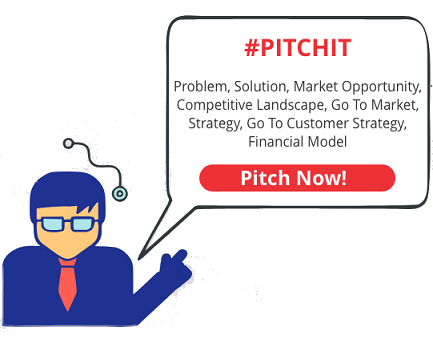 #PITCHIT
Problem, Solution, Market Opportunity,
Competitive Landscape, Go To Market,
Strategy, Go To Customer Strategy,
Financial Model
Pitch Now!